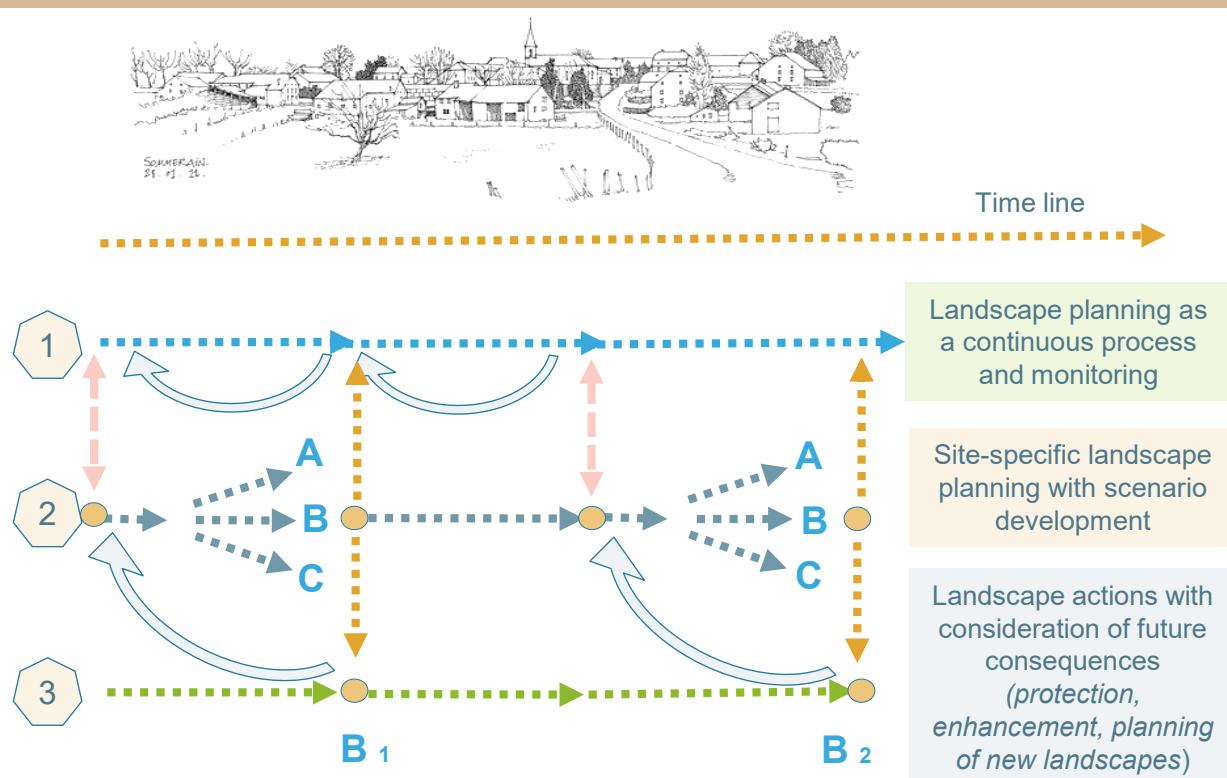 SOMMERAIN.
Time line
1
Landscape planning as
a continuous process
and monitoring
A
A
Site-specific landscape
planning with scenario
development
2
B
B
C
C
Landscape actions with
consideration of future
consequences
(protection,
enhancement, planning
of new landscapes)
3
B 1
B 2